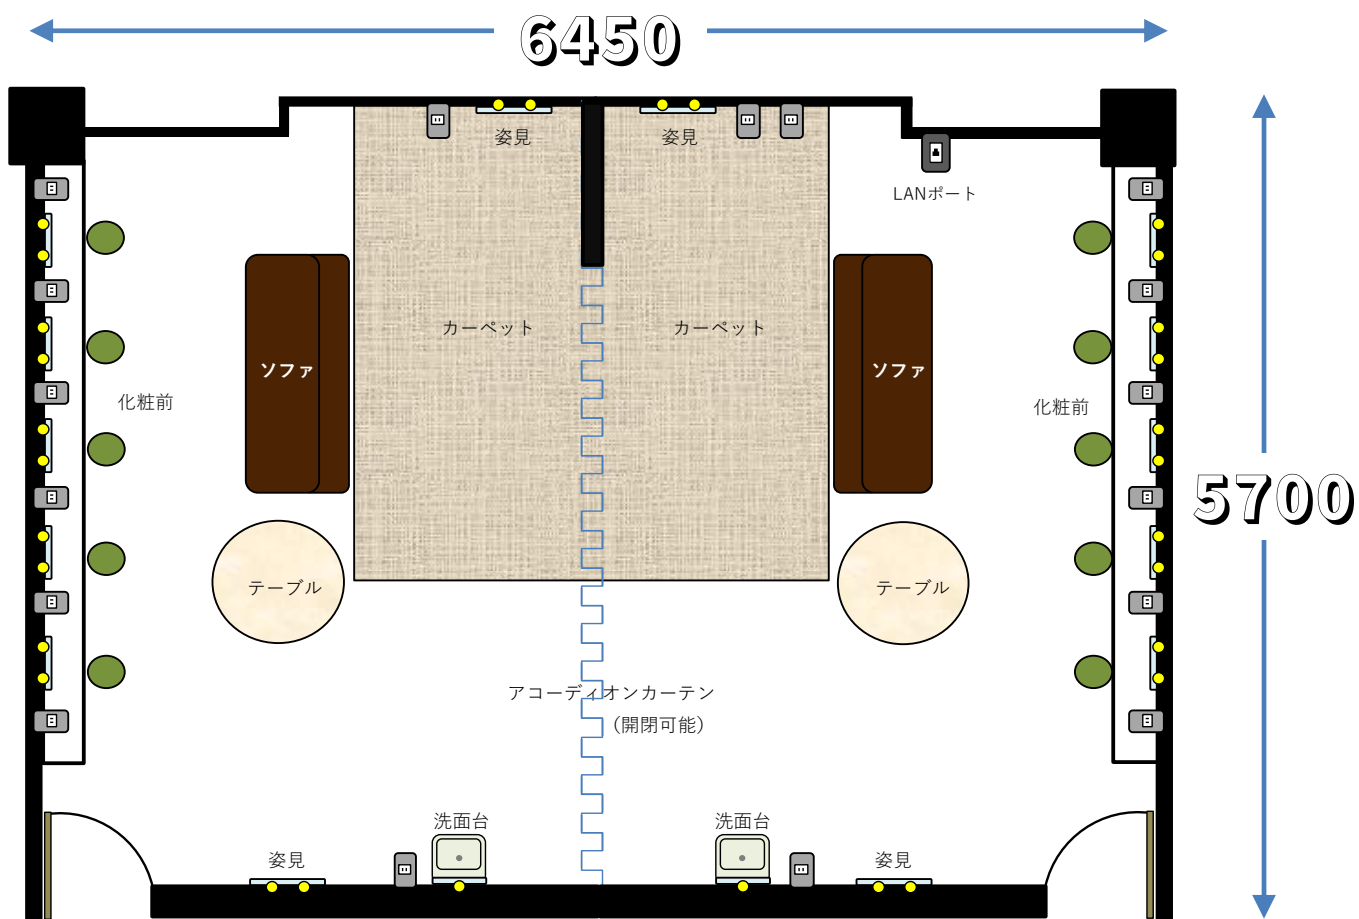 6450
姿見
姿見
LANポート
カーペット
カーペット
ソファ
ソファ
化粧前
化粧前
5700
テーブル
テーブル
アコーディオンカーテン
(開閉可能)
洗面台
洗面台
姿見
姿見